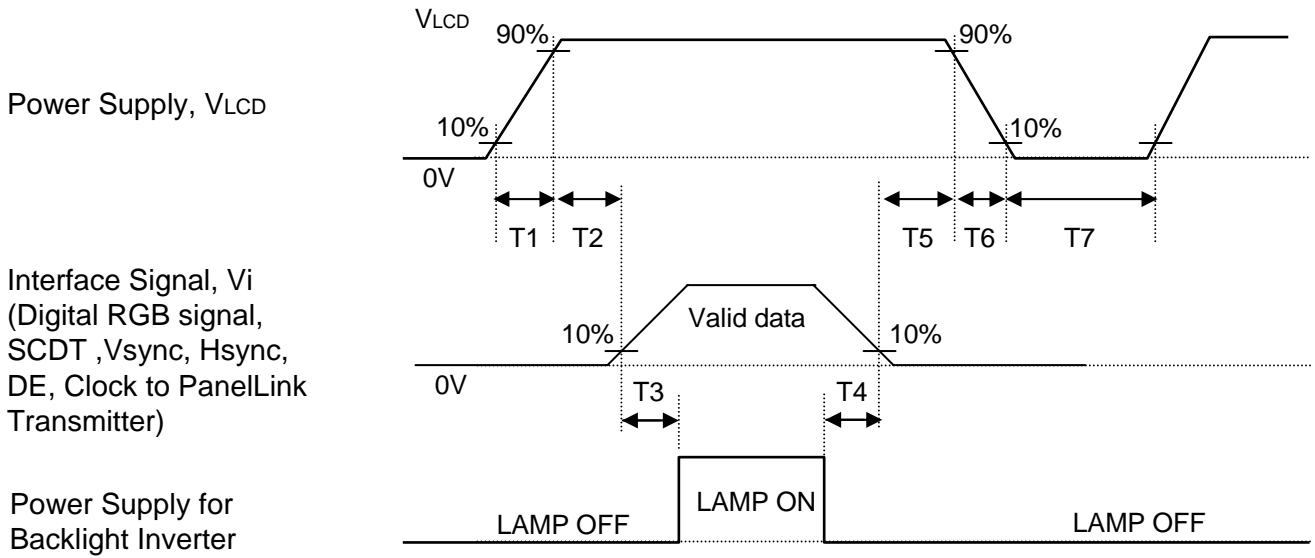 VLCD
90%
90%
Power Supply, VLCD
10%
10%
0V
T1
T2
T5
T6
T7
Interface Signal, Vi
(Digital RGB signal,
SCDT ,Vsync, Hsync,
DE, Clock to PanelLink
Transmitter)
Valid data
10%
10%
0V
T3
T4
Power Supply for
Backlight Inverter
LAMP OFF
LAMP ON
LAMP OFF